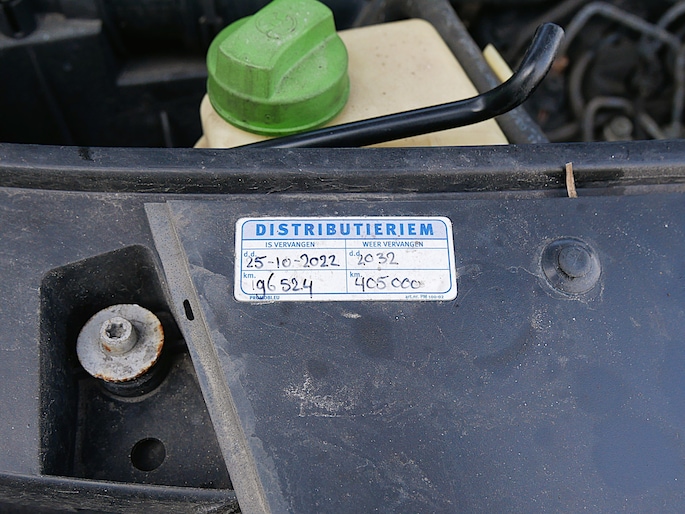 DISTRIBUTIERIEM
IS VERVANGEN WEER VERVANGEN
d.d. 25-10-2022 d.d. 2032
km. 196524 km. 405000